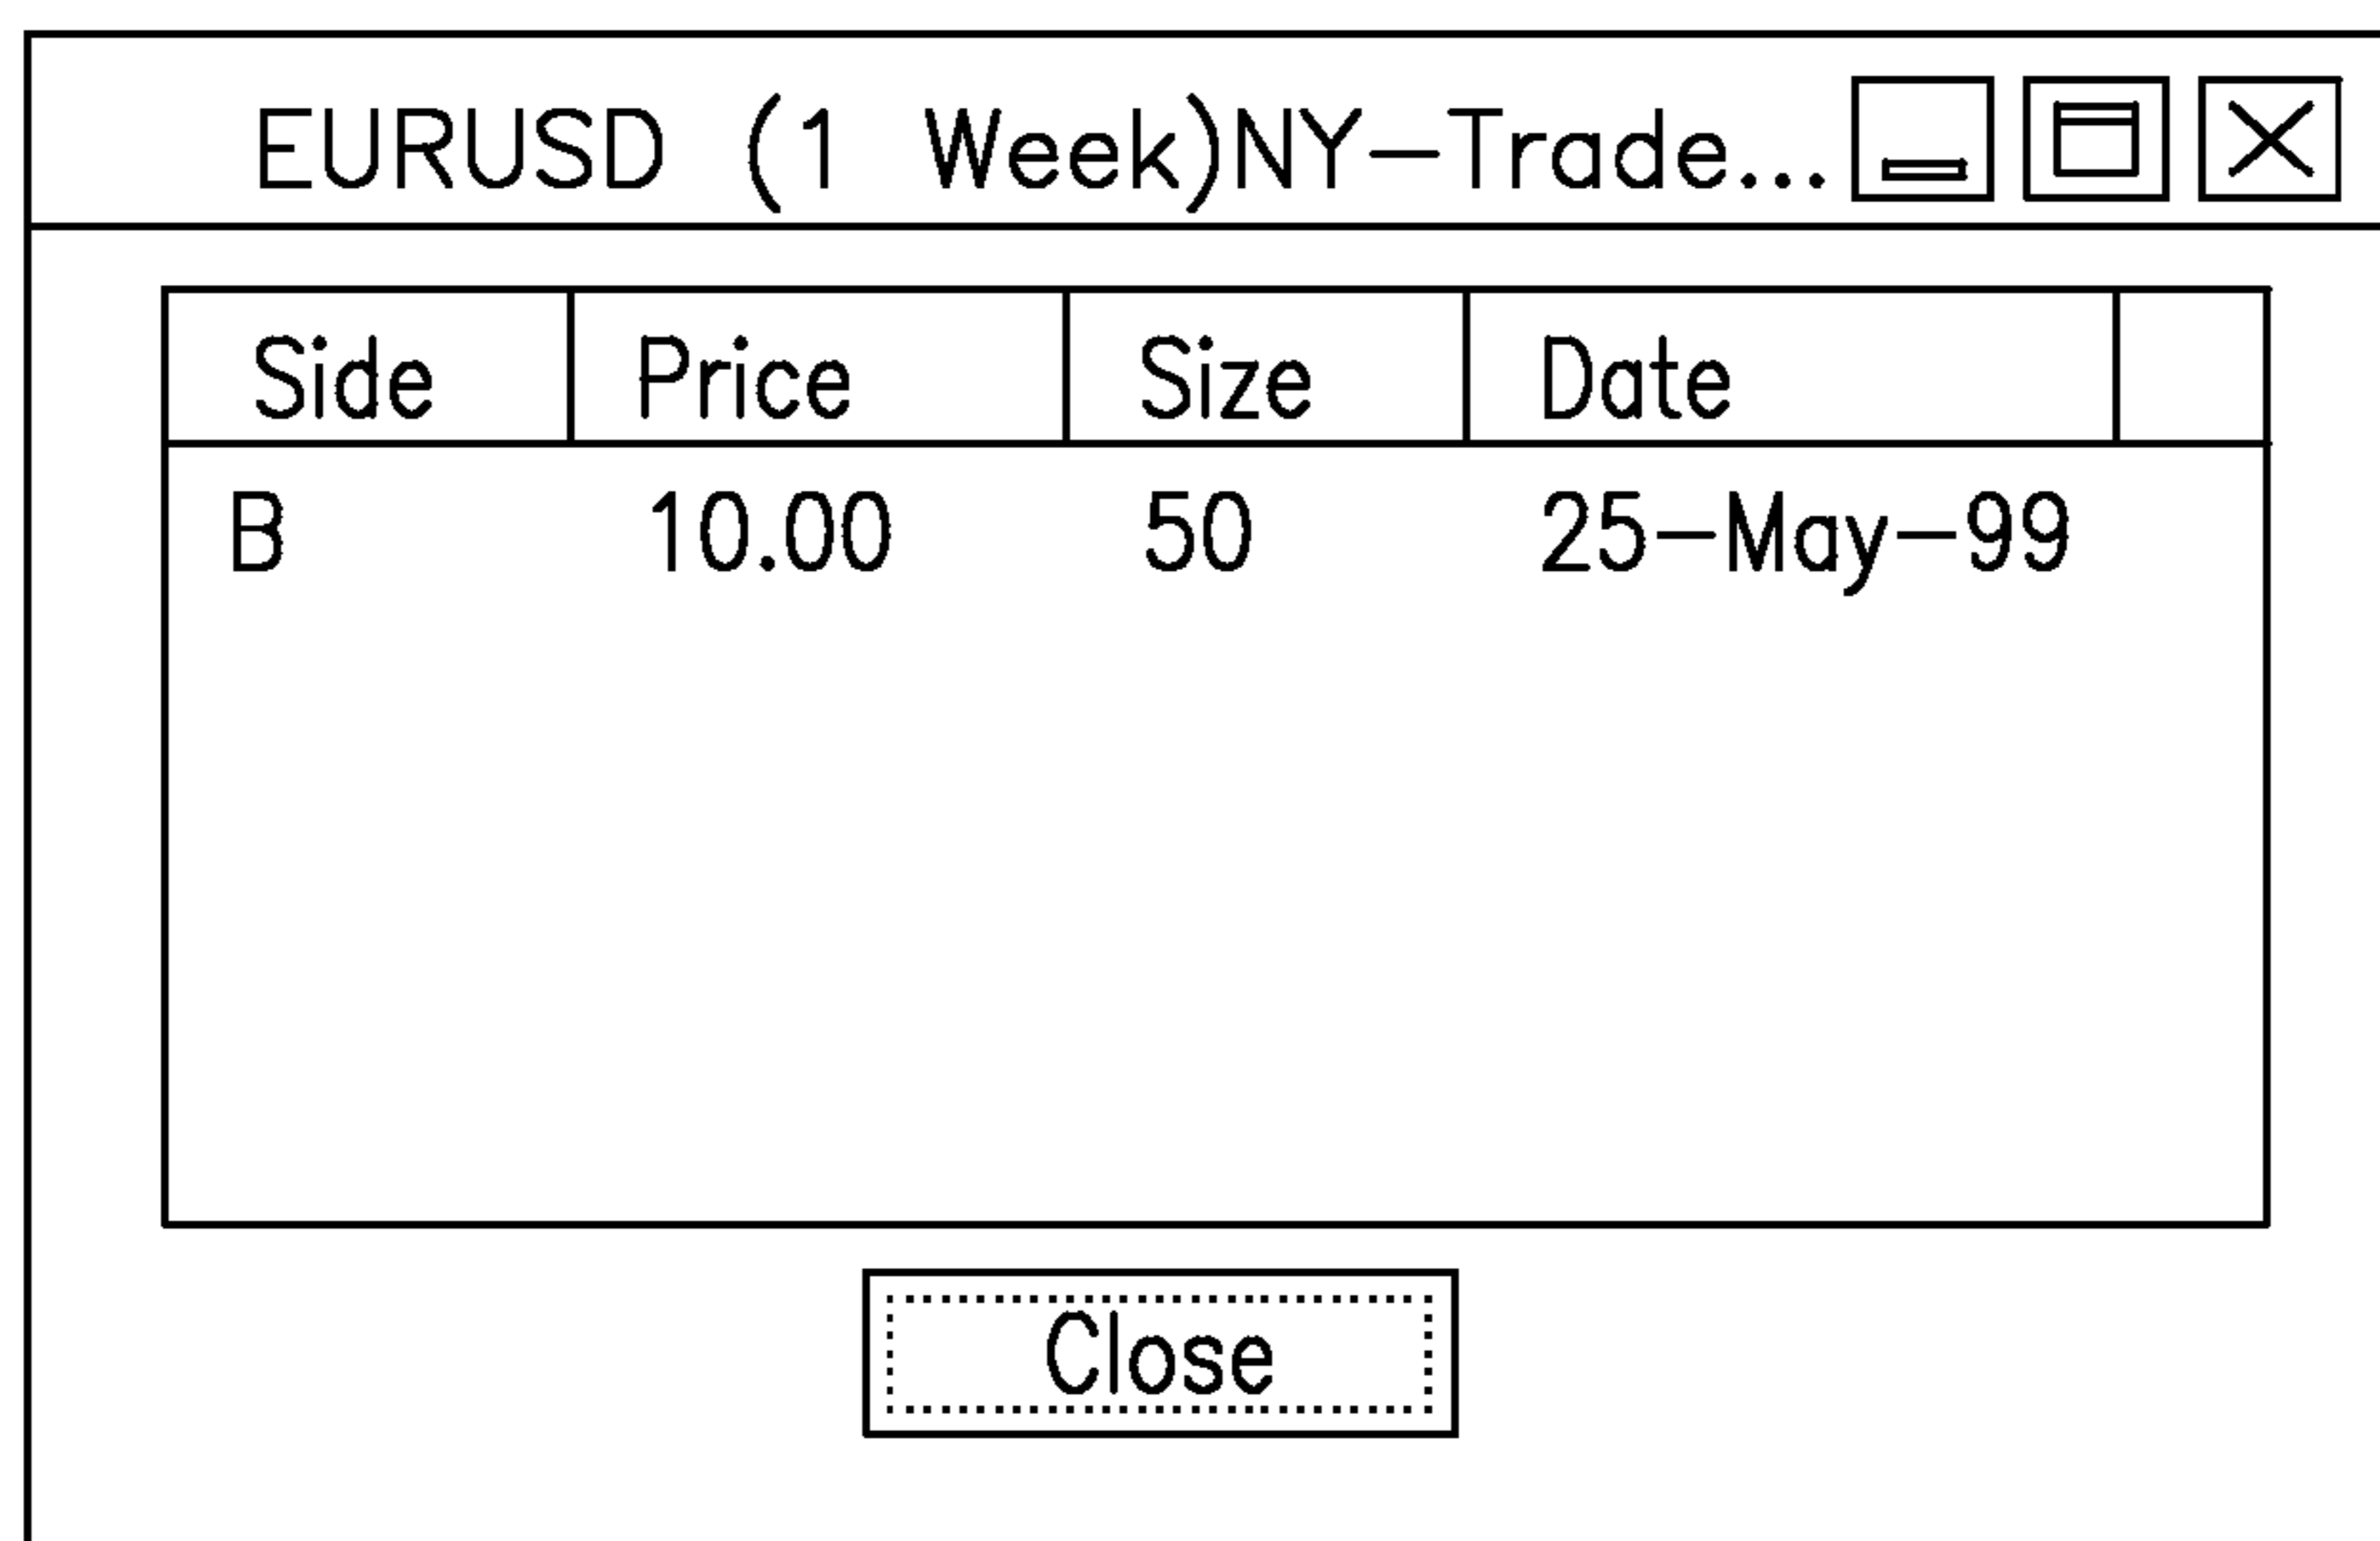 EURUSD (1 Week)NY-Trade...
Side Price Size Date
B 10.00 50 25-May-99
Close